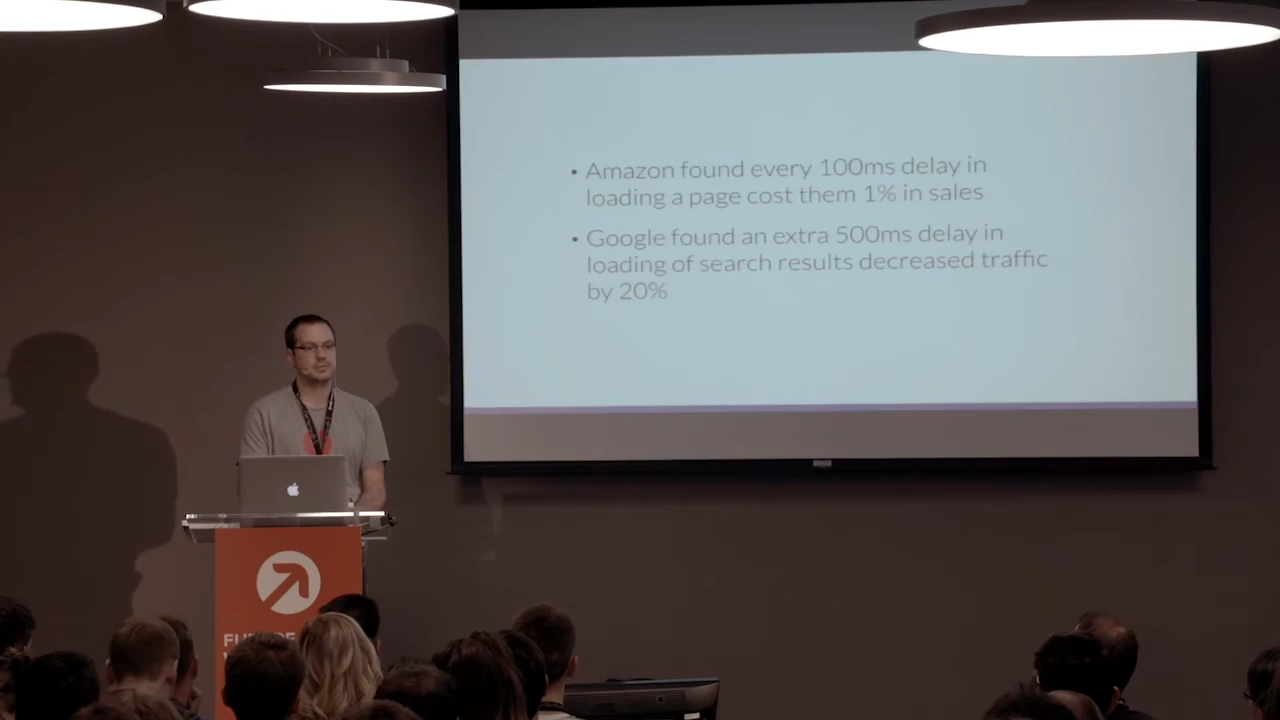 • Amazon found every 100ms delay in
loading a page cost them 1% in sales
• Google found an extra 500ms delay in
loading of search results decreased traffic
by 20%